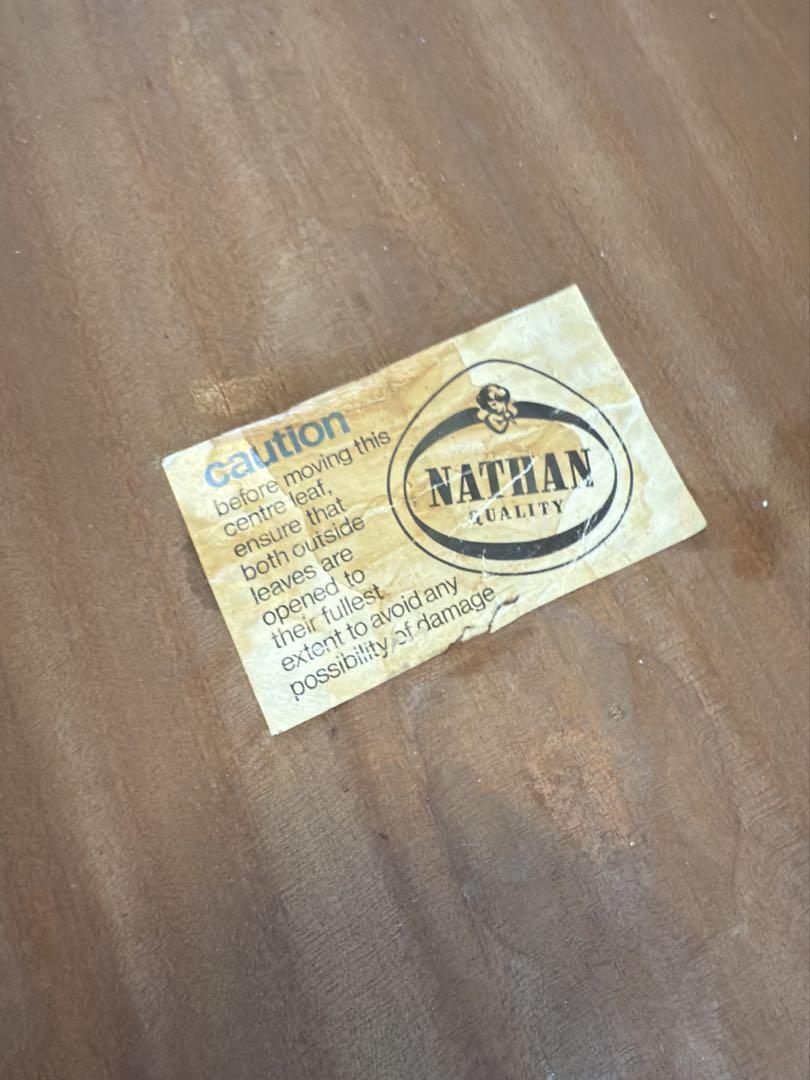 caution
before moving this
centre leaf,
ensure that
both outside
leaves are
opened to
their fullest
extent to avoid any
possibility of damage
NATHAN
QUALITY